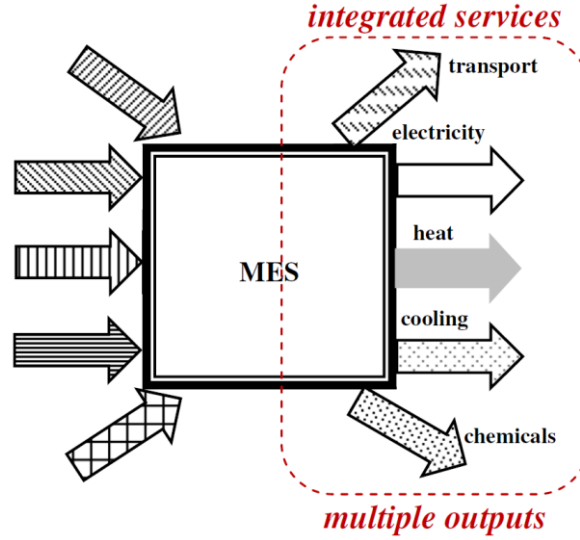 integrated services
transport
electricity
heat
MES
cooling
chemicals
multiple outputs